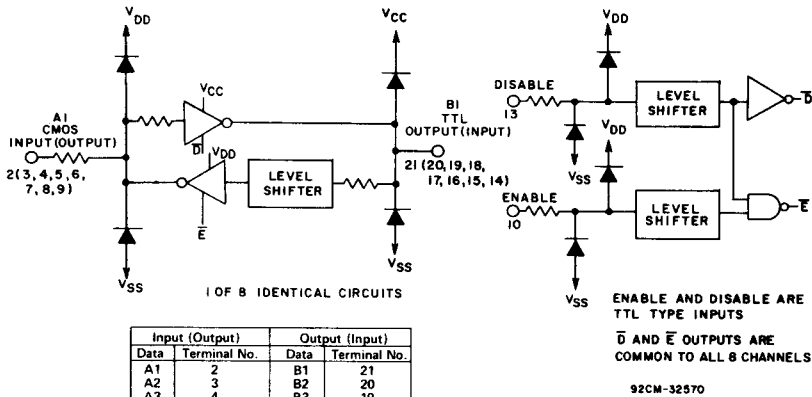 VDD
VCC
VCC
A1
CMOS
INPUT(OUTPUT)
2(3,4,5,6,
7,8,9)
D̅
VDD
E̅
LEVEL
SHIFTER
B1
TTL
OUTPUT(INPUT)
21 (20,19,18,
17,16,15,14)
VSS
VSS
1 OF 8 IDENTICAL CIRCUITS
VDD
DISABLE
13
LEVEL
SHIFTER
D̅
VSS
VDD
ENABLE
10
LEVEL
SHIFTER
E̅
VSS
ENABLE AND DISABLE ARE
TTL TYPE INPUTS
D̅ AND E̅ OUTPUTS ARE
COMMON TO ALL 8 CHANNELS
92CM-32570
Input (Output) Output (Input)
Data Terminal No. Data Terminal No.
A1 2 B1 21
A2 3 B2 20